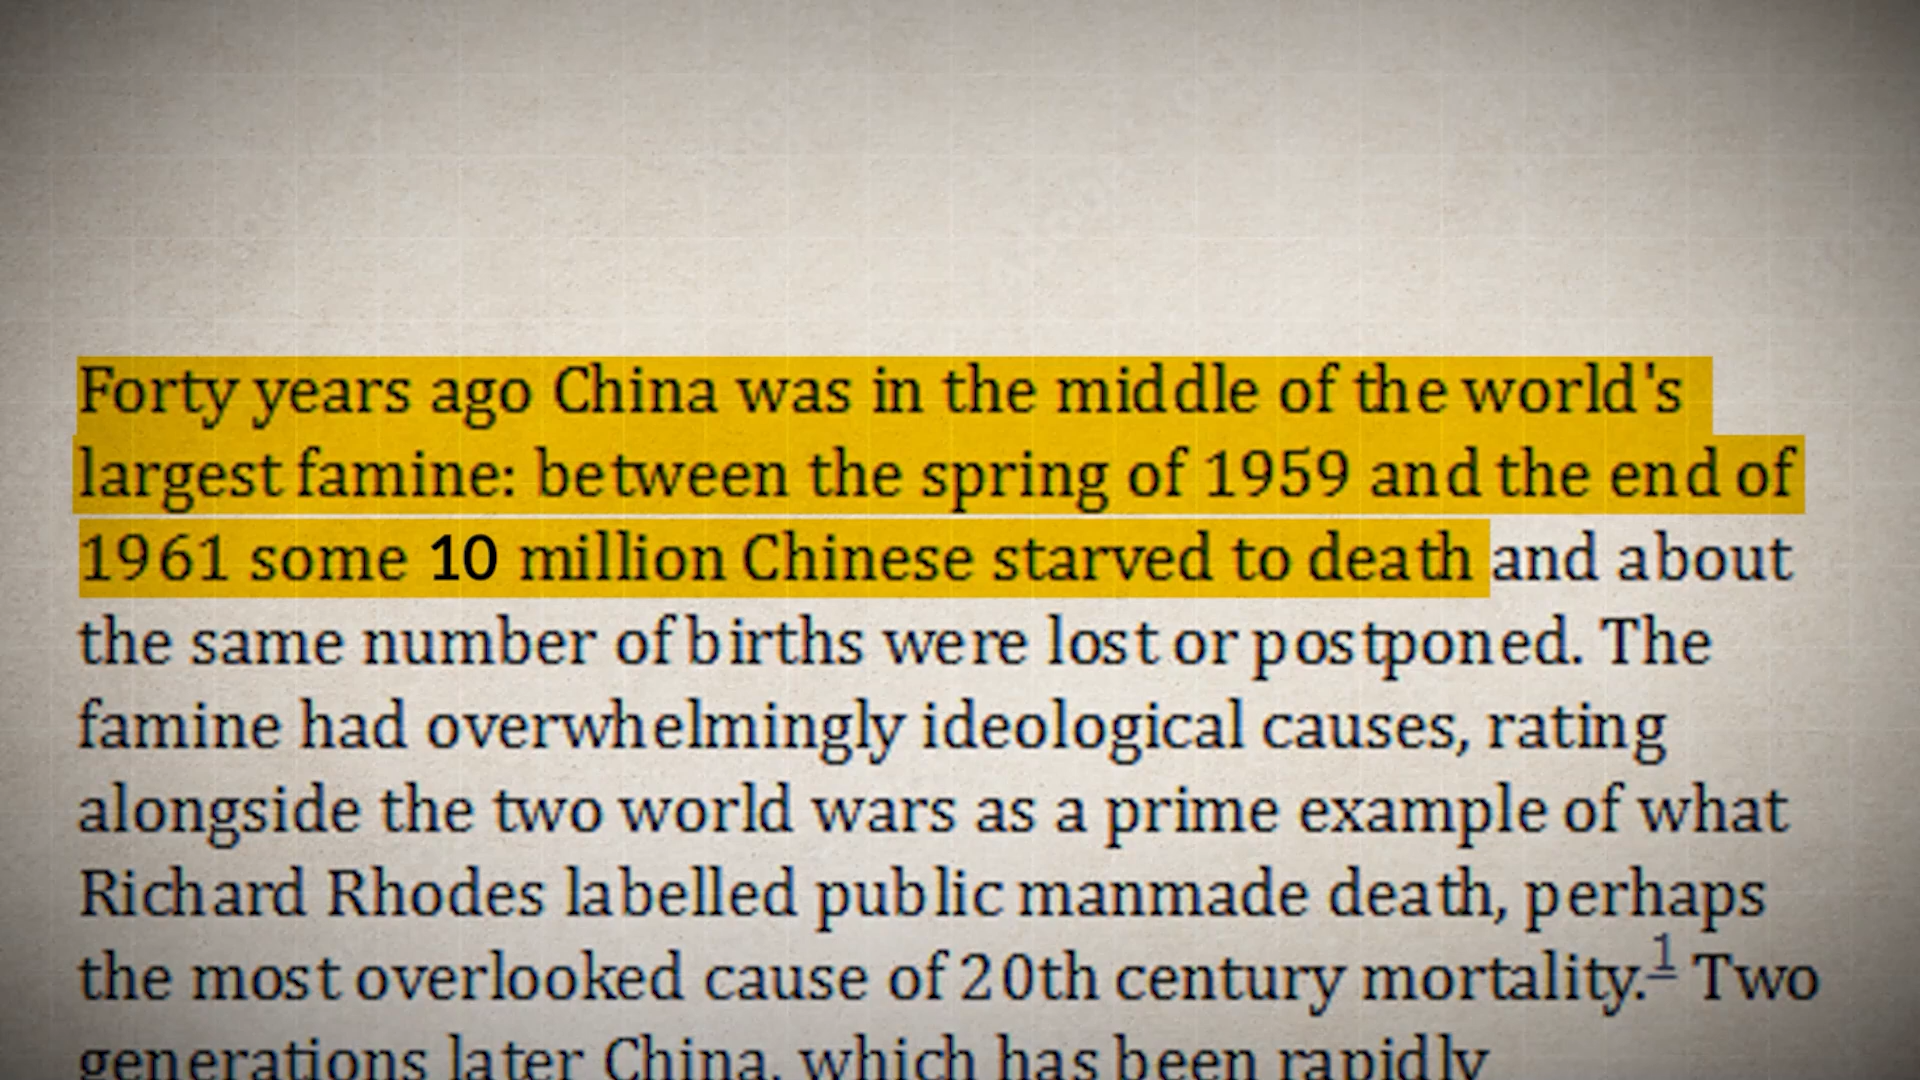 Forty years ago China was in the middle of the world's
largest famine: between the spring of 1959 and the end of
1961 some 10 million Chinese starved to death and about
the same number of births were lost or postponed. The
famine had overwhelmingly ideological causes, rating
alongside the two world wars as a prime example of what
Richard Rhodes labelled public manmade death, perhaps
the most overlooked cause of 20th century mortality.1 Two
generations later China, which has been rapidly